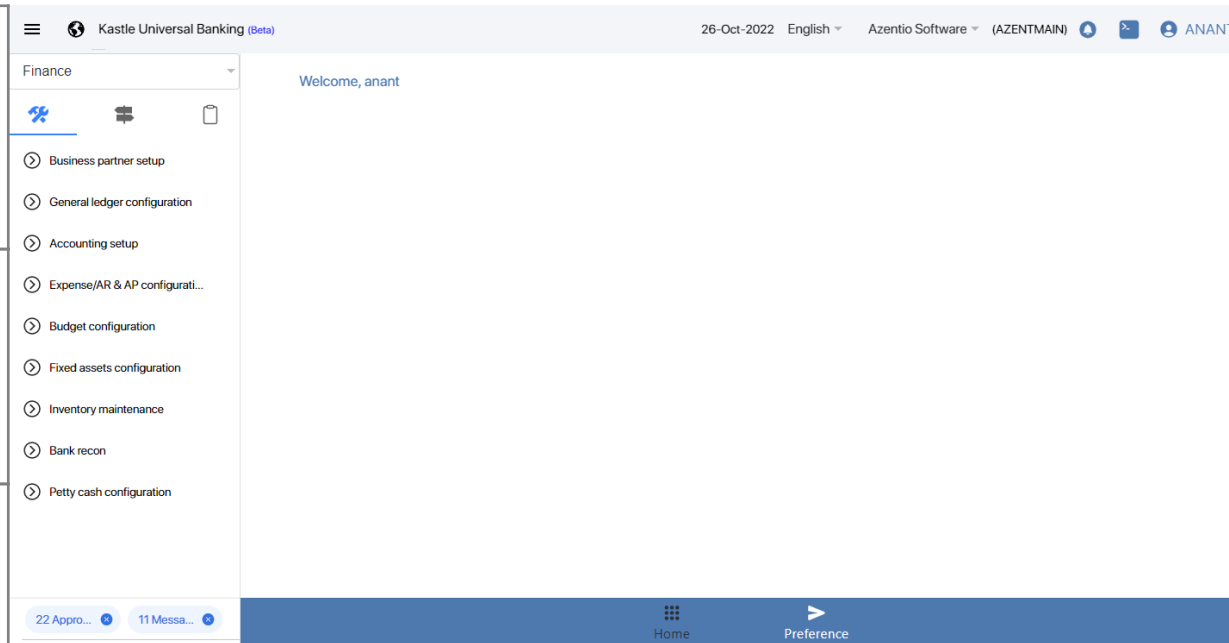 Kastle Universal Banking (Beta)
26-Oct-2022 English Azentio Software (AZENTMAIN) ANANT
Finance
Welcome, anant
Business partner setup
General ledger configuration
Accounting setup
Expense/AR & AP configurati...
Budget configuration
Fixed assets configuration
Inventory maintenance
Bank recon
Petty cash configuration
22 Appro... 11 Messa...
Home Preference